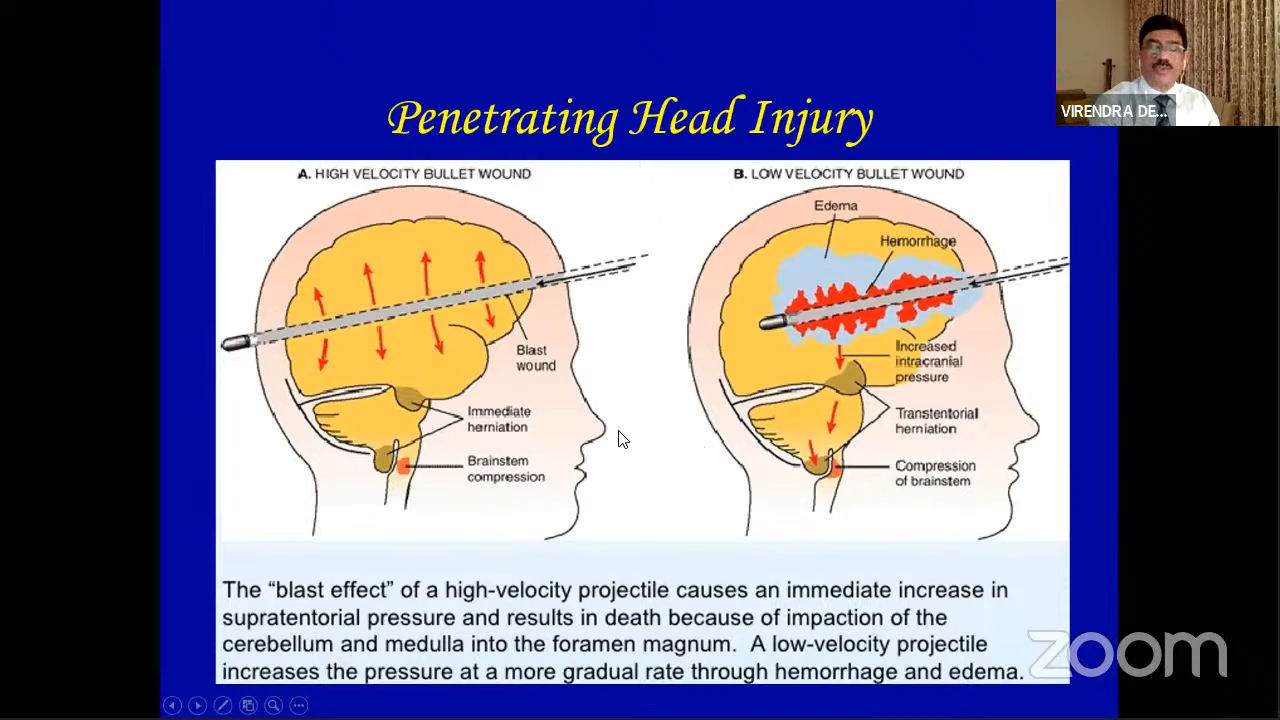 VIRENDRA DE...
Penetrating Head Injury
A. HIGH VELOCITY BULLET WOUND
Blast
wound
Immediate
herniation
Brainstem
compression
B. LOW VELOCITY BULLET WOUND
Edema
Hemorrhage
Increased
intracranial
pressure
Transtentorial
herniation
Compression
of brainstem
The “blast effect” of a high-velocity projectile causes an immediate increase in
supratentorial pressure and results in death because of impaction of the
cerebellum and medulla into the foramen magnum.  A low-velocity projectile
increases the pressure at a more gradual rate through hemorrhage and edema.
zoom